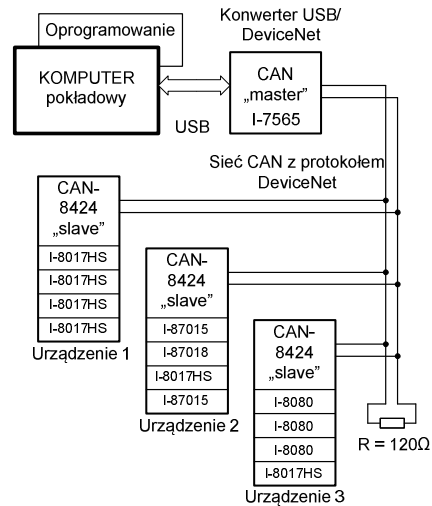 Oprogramowanie
KOMPUTER
pokładowy
USB
Konwerter USB/
DeviceNet
CAN
„master”
I-7565
Sieć CAN z protokołem
DeviceNet
CAN-
8424
„slave”
I-8017HS
I-8017HS
I-8017HS
I-8017HS
Urządzenie 1
CAN-
8424
„slave”
I-87015
I-87018
I-8017HS
I-87015
Urządzenie 2
CAN-
8424
„slave”
I-8080
I-8080
I-8080
I-8017HS
Urządzenie 3
R = 120Ω